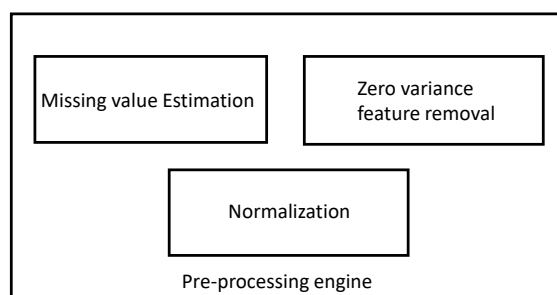 Missing value Estimation
Zero variance
feature removal
Normalization
Pre-processing engine